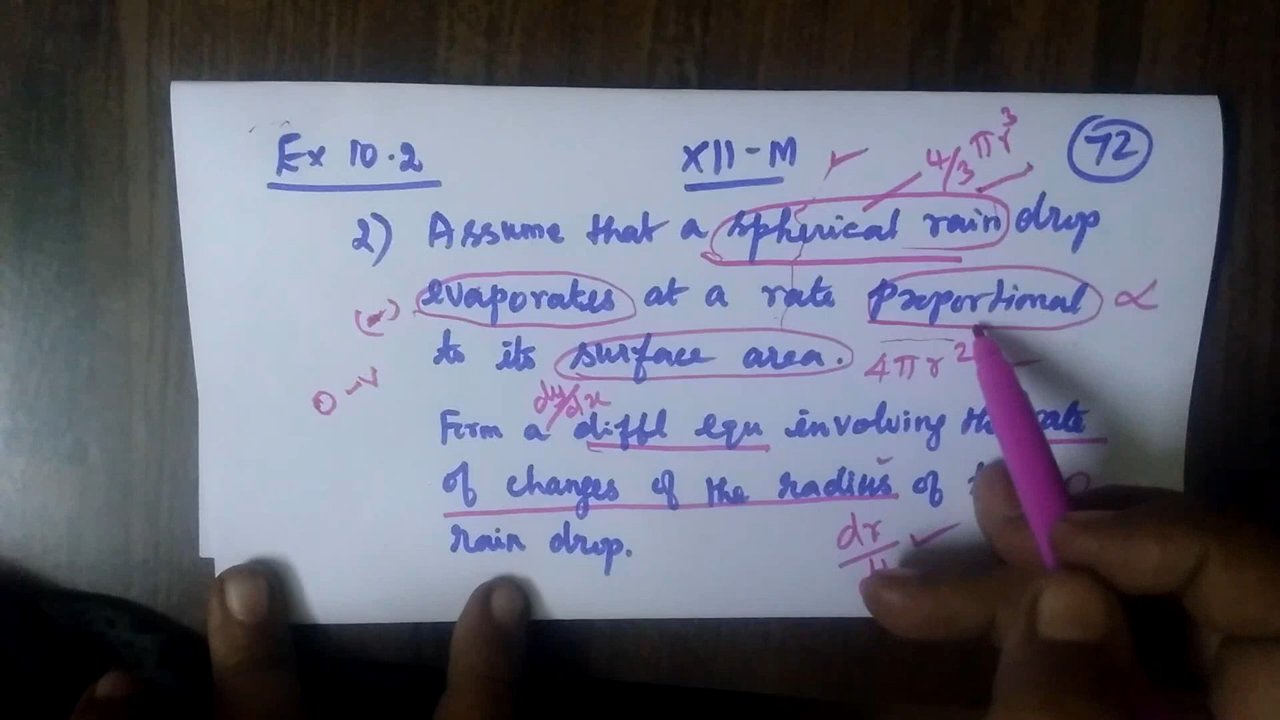 Ex 10.2 XII-M 72
4/3 πr³
2) Assume that a spherical rain drop
evaporates at a rate proportional ∝
to its surface area. 4πr²
dy/dx
Form a diffl equ involving the rate
of changes of the radius of
rain drop. dr